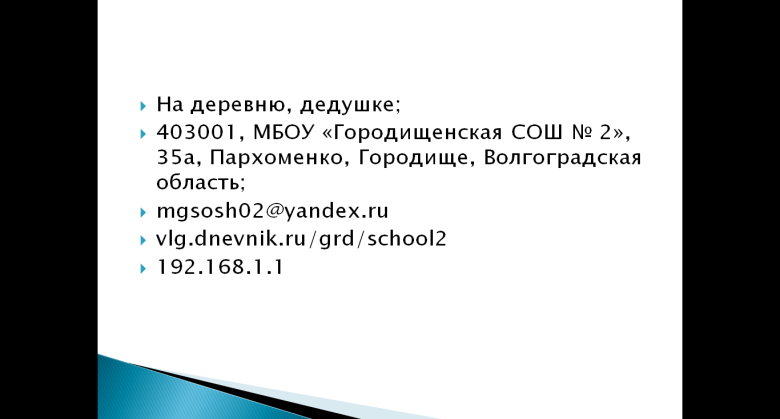 На деревню, дедушке;
403001, МБОУ «Городищенская СОШ № 2»,
35а, Пархоменко, Городище, Волгоградская
область;
mgsosh02@yandex.ru
vlg.dnevnik.ru/grd/school2
192.168.1.1